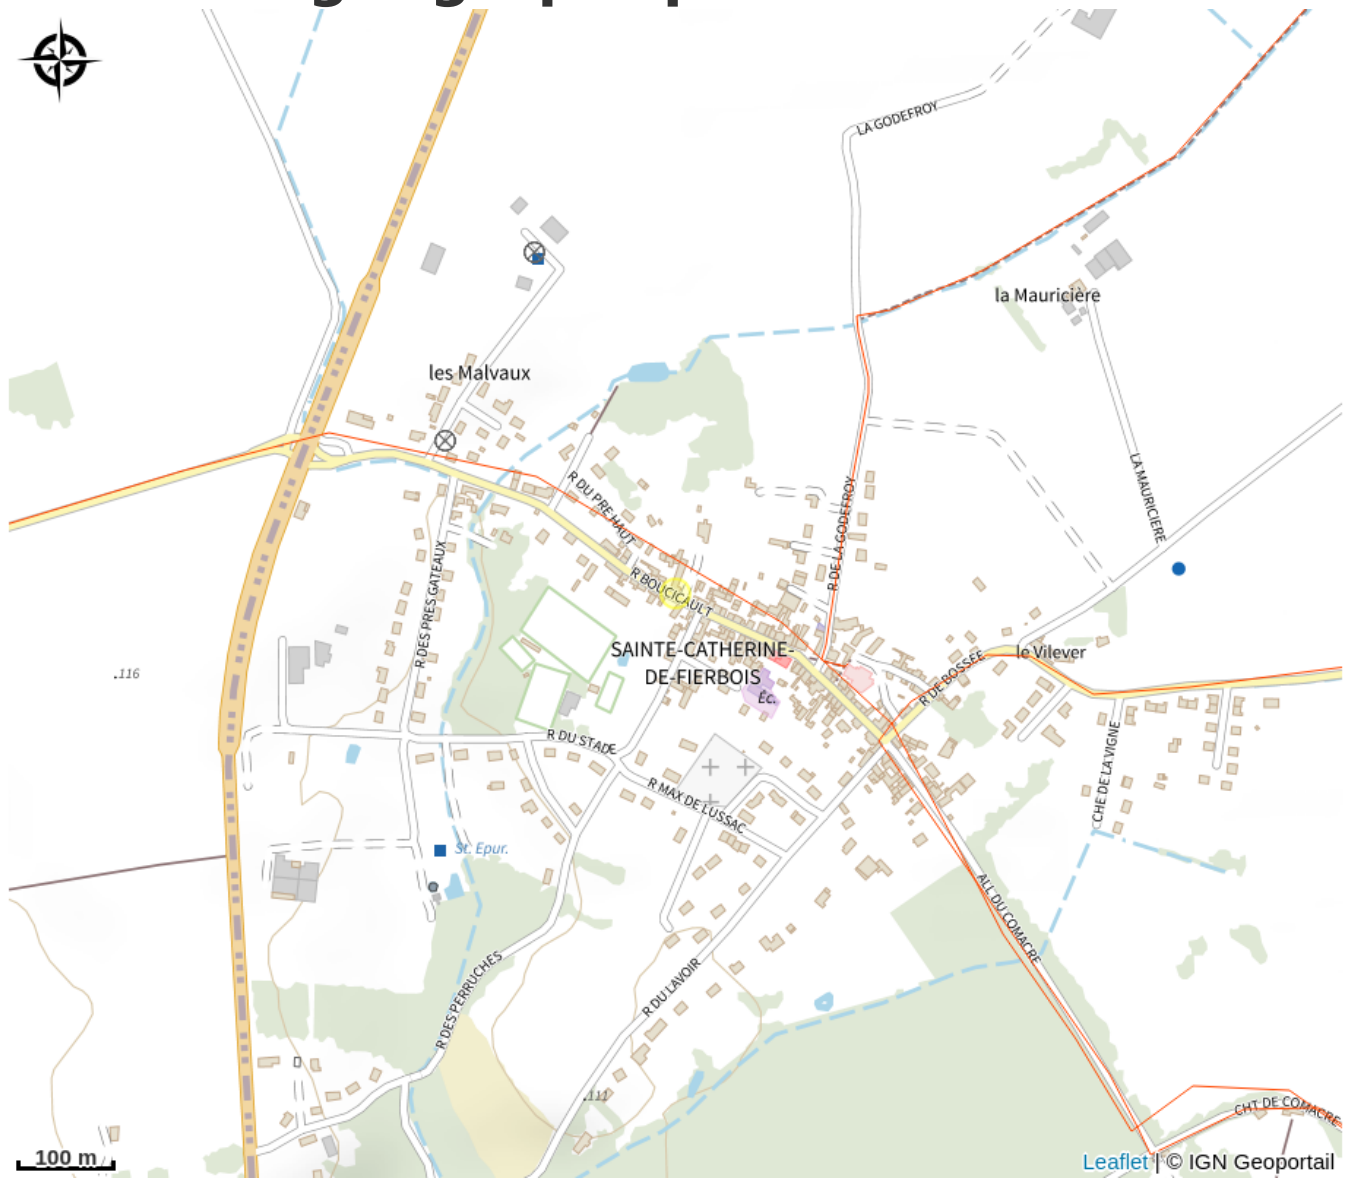 LA GODEFROY
la Mauricière
les Malvaux
LA MAURICIERE
R DU PRE HAUT
R DE LA GODEFROY
R DES PRES GATEAUX
R BOUCICAULT
SAINTE-CATHERINE-
DE-FIERBOIS
Éc.
le Vilever
R DE BOSSEE
.116
R DU STADE
R MAX DE LUSSAC
CHE DE LA VIGNE
St. Epur.
ALL DU COMACRE
R DES PERRUCHES
R DU LAVOIR
.111
CHT DE COMACRE
100 m
Leaflet | © IGN Geoportail